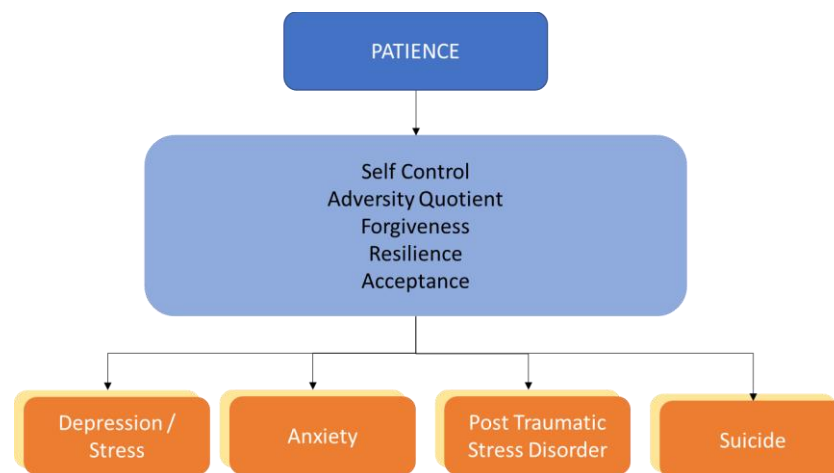 PATIENCE
Self Control
Adversity Quotient
Forgiveness
Resilience
Acceptance
Depression /
Stress
Anxiety
Post Traumatic
Stress Disorder
Suicide